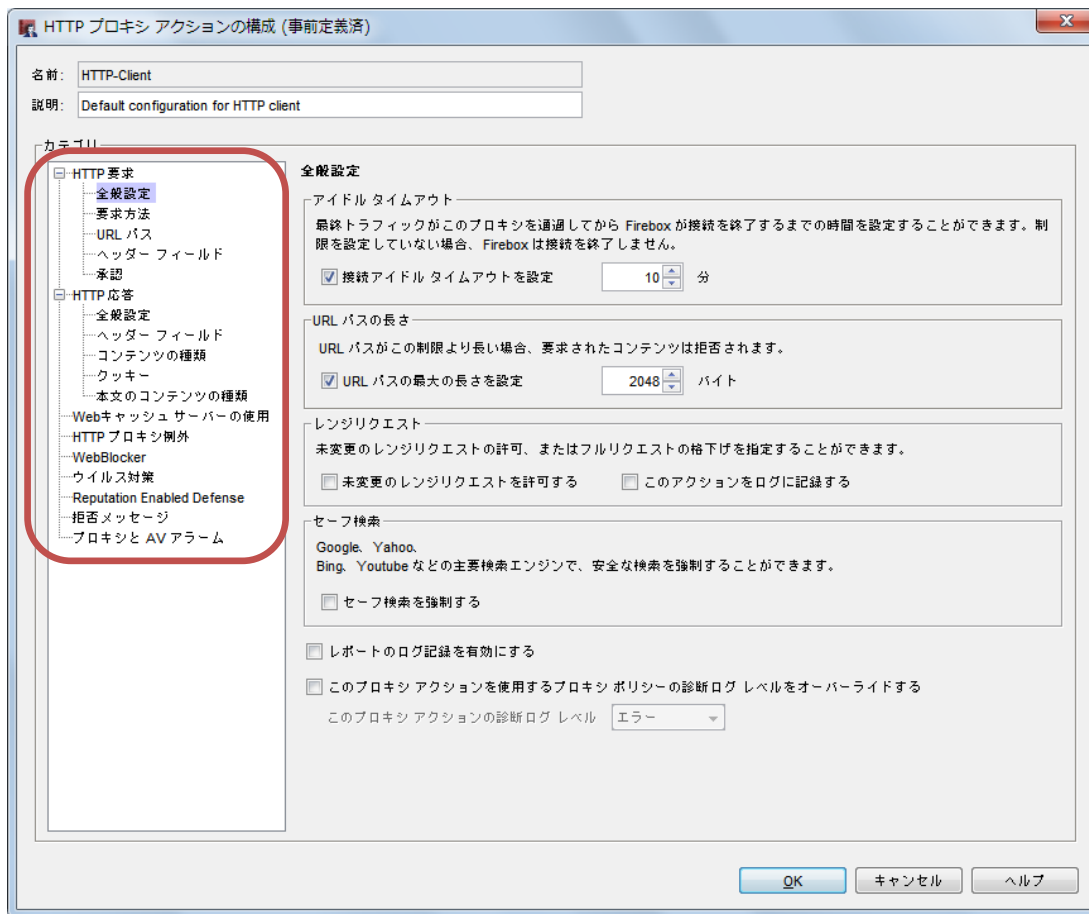 HTTP プロキシ アクションの構成 (事前定義済)
名前: HTTP-Client
説明: Default configuration for HTTP client
カテゴリ
HTTP 要求
全般設定
要求方法
URL パス
ヘッダー フィールド
承認
HTTP 応答
全般設定
ヘッダー フィールド
コンテンツの種類
クッキー
本文のコンテンツの種類
Webキャッシュ サーバーの使用
HTTP プロキシ例外
WebBlocker
ウイルス対策
Reputation Enabled Defense
拒否メッセージ
プロキシと AV アラーム
全般設定
アイドル タイムアウト
最終トラフィックがこのプロキシを通過してから Firebox が接続を終了するまでの時間を設定することができます。制
限を設定していない場合、Firebox は接続を終了しません。
接続アイドル タイムアウトを設定 10 分
URL パスの長さ
URL パスがこの制限より長い場合、要求されたコンテンツは拒否されます。
URL パスの最大の長さを設定 2048 バイト
レンジリクエスト
未変更のレンジリクエストの許可、またはフルリクエストの格下げを指定することができます。
未変更のレンジリクエストを許可する このアクションをログに記録する
セーフ検索
Google、Yahoo、
Bing、Youtube などの主要検索エンジンで、安全な検索を強制することができます。
セーフ検索を強制する
レポートのログ記録を有効にする
このプロキシ アクションを使用するプロキシ ポリシーの診断ログ レベルをオーバーライドする
このプロキシ アクションの診断ログ レベル エラー
OK キャンセル ヘルプ